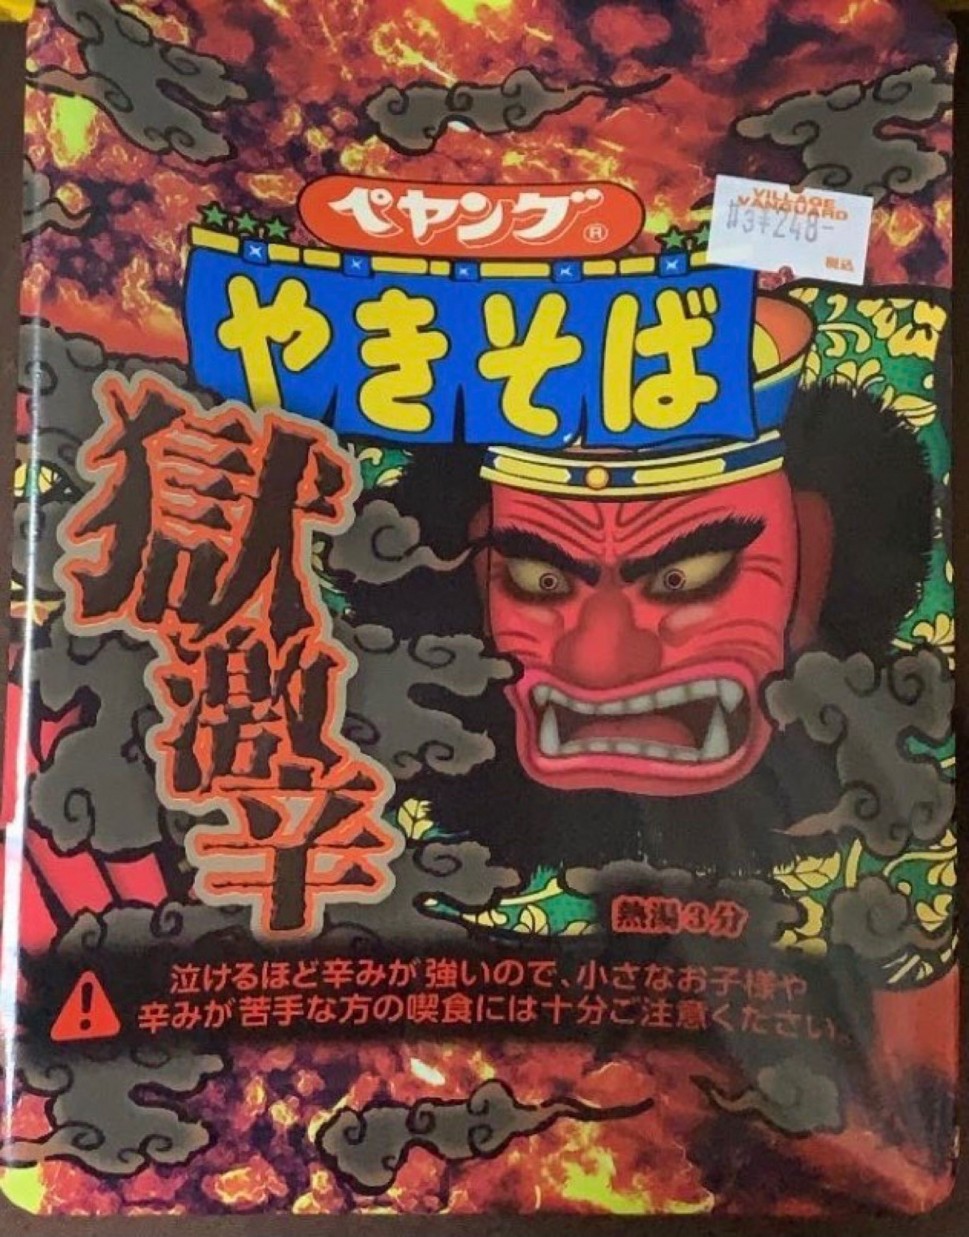 ペヤング®
VILLAGE
VANGUARD
¥248-
税込
やきそば
獄激辛
熱湯3分
泣けるほど辛みが強いので、小さなお子様や
辛みが苦手な方の喫食には十分ご注意ください。